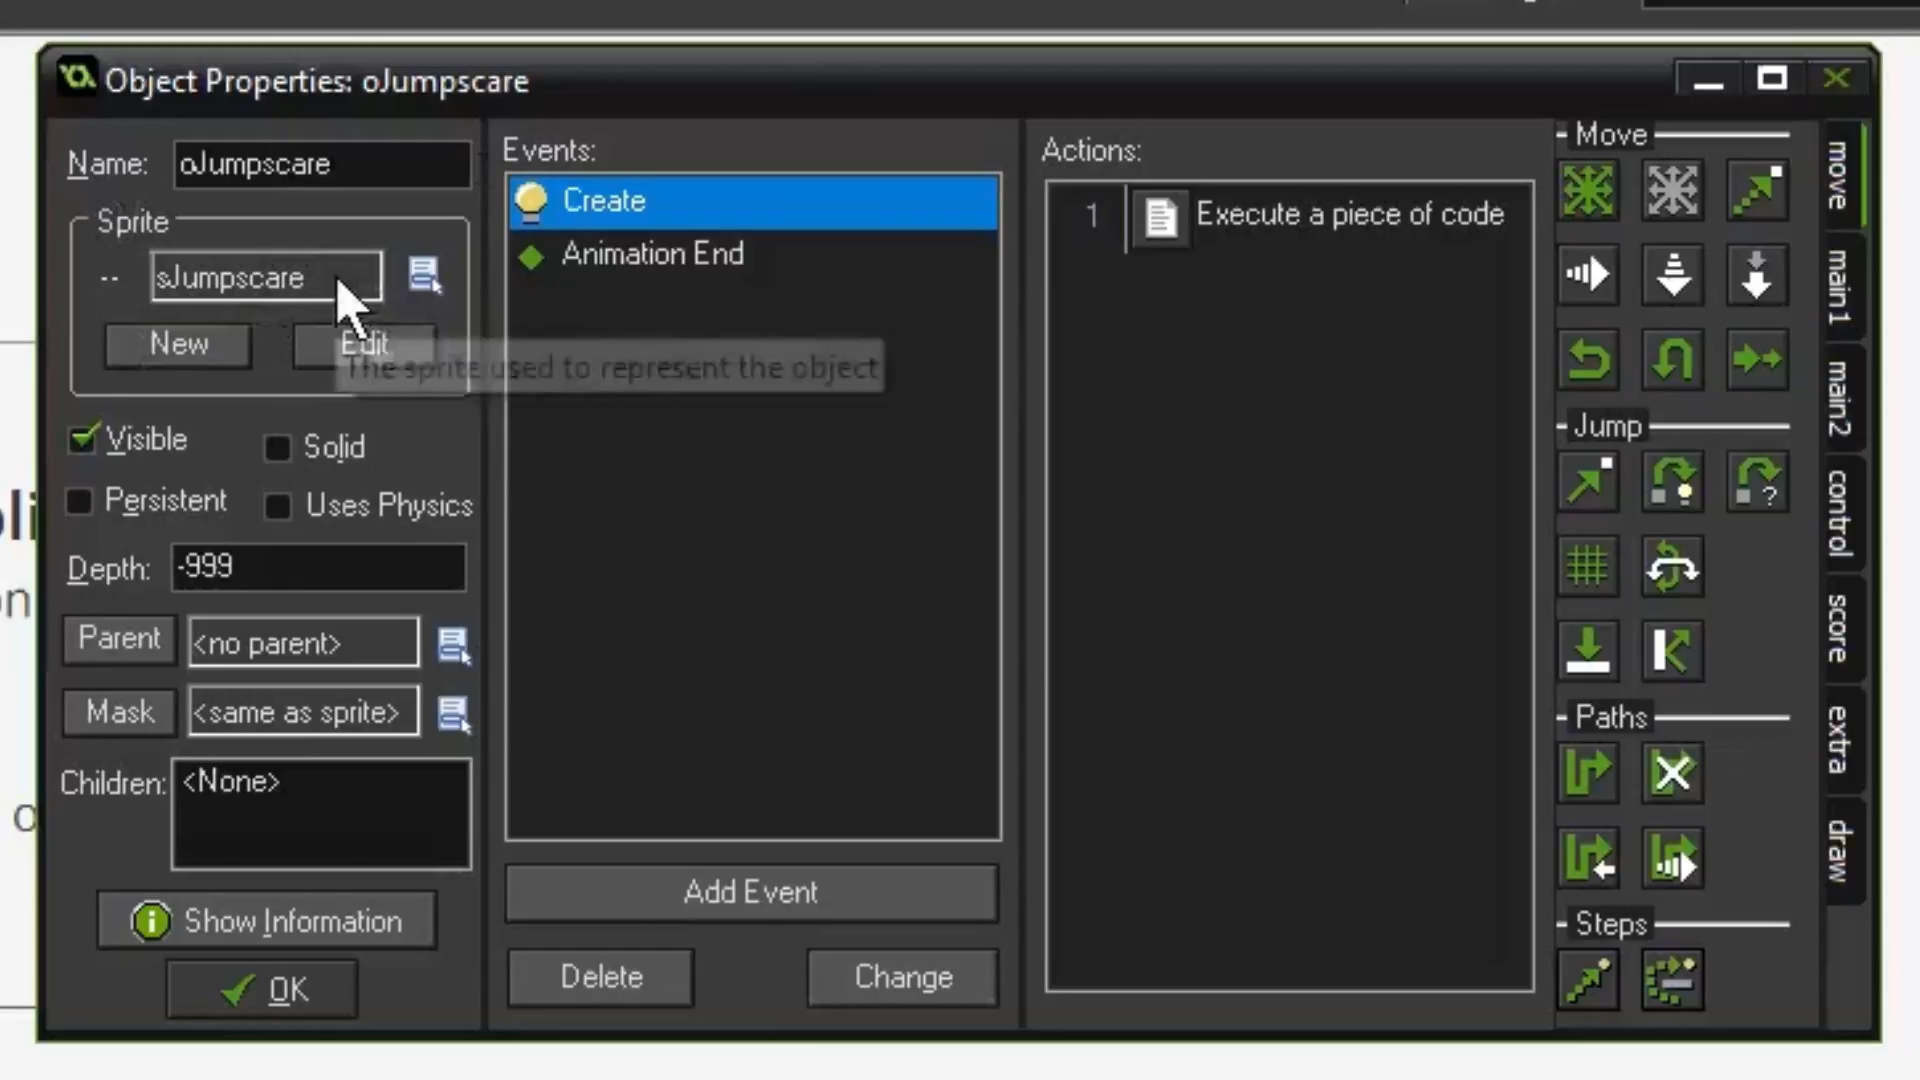 Object Properties: oJumpscare
Name: oJumpscare
Sprite
-- sJumpscare
New Edit
The sprite used to represent the object
Visible Solid
Persistent Uses Physics
Depth: -999
Parent <no parent>
Mask <same as sprite>
Children: <None>
Show Information
OK
Events:
Create
Animation End
Add Event
Delete Change
Actions:
1 Execute a piece of code
Move
Jump
?
Paths
Steps
move
main1
main2
control
score
extra
draw